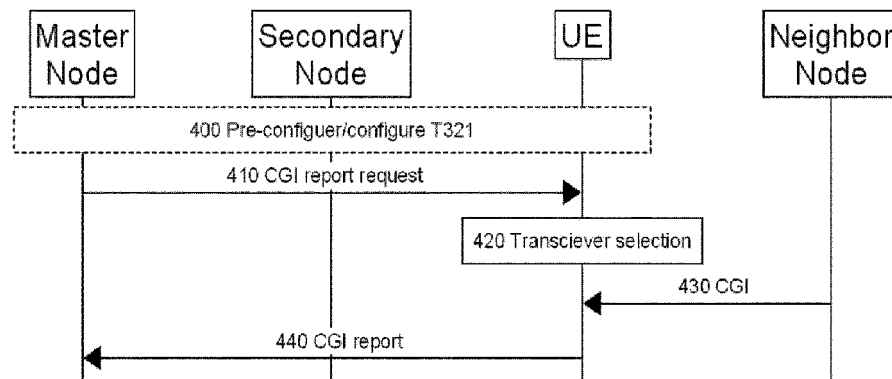 Master
Node
Secondary
Node
UE
Neighbor
Node
400 Pre-configuer/configure T321
410 CGI report request
420 Transciever selection
430 CGI
440 CGI report